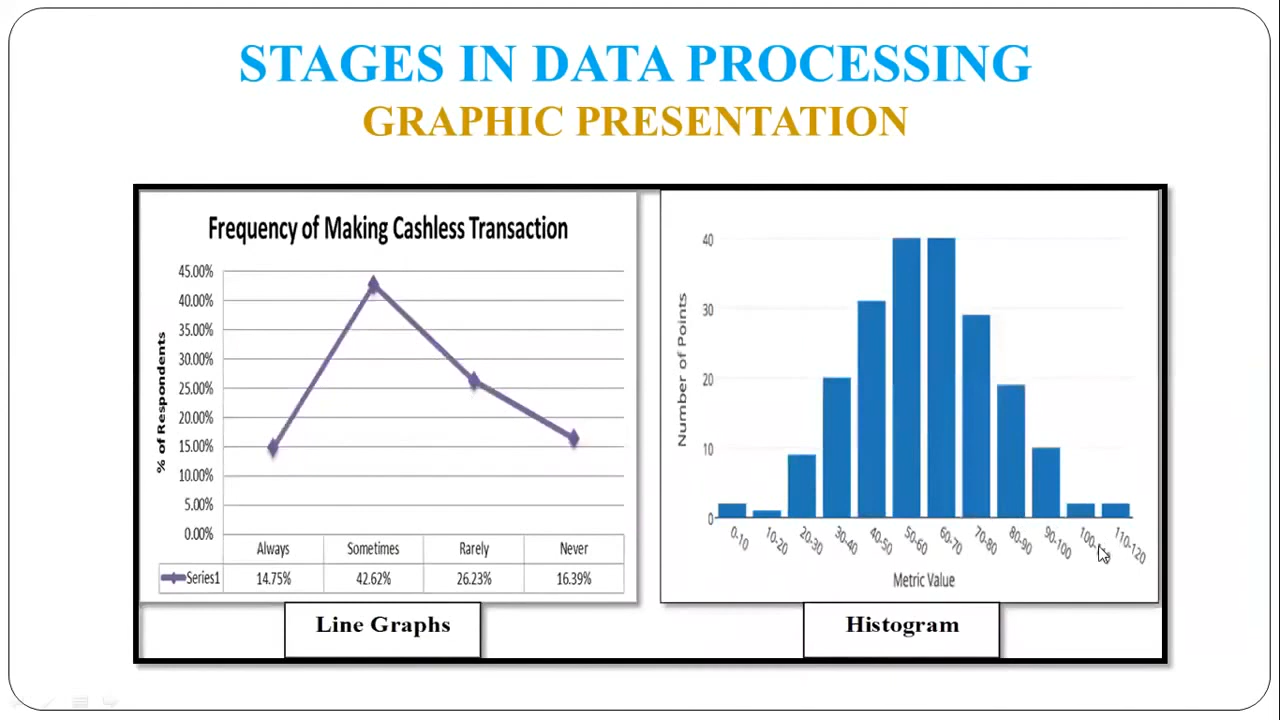 STAGES IN DATA PROCESSING
GRAPHIC PRESENTATION
Frequency of Making Cashless Transaction
% of Respondents
45.00%
40.00%
35.00%
30.00%
25.00%
20.00%
15.00%
10.00%
5.00%
0.00%
Always Sometimes Rarely Never
Series1 14.75% 42.62% 26.23% 16.39%
Line Graphs
Number of Points
40
30
20
10
0
0-10 10-20 20-30 30-40 40-50 50-60 60-70 70-80 80-90 90-100 110-120
Metric Value
Histogram